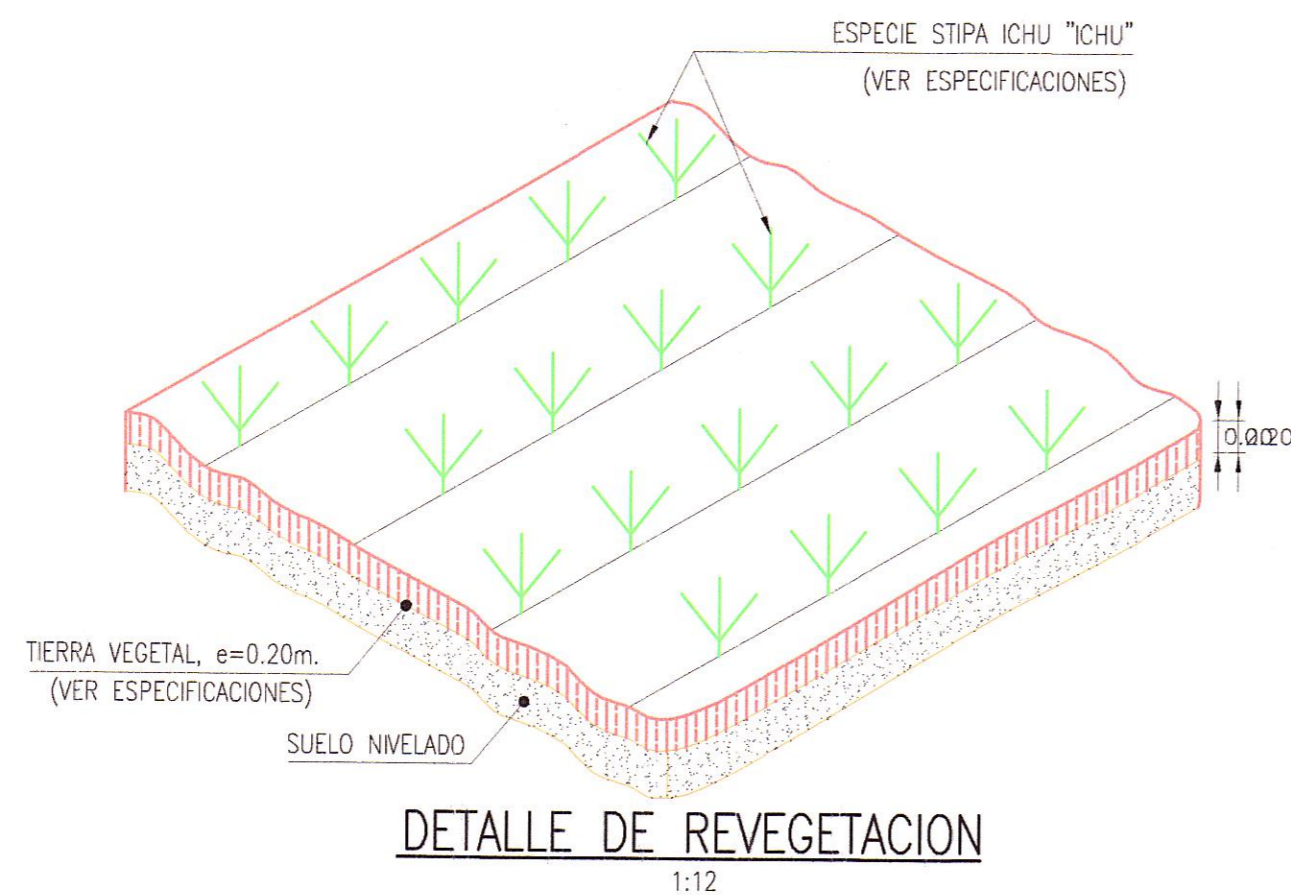 ESPECIE STIPA ICHU "ICHU"
(VER ESPECIFICACIONES)
TIERRA VEGETAL, e=0.20m.
(VER ESPECIFICACIONES)
SUELO NIVELADO
DETALLE DE REVEGETACION
1:12